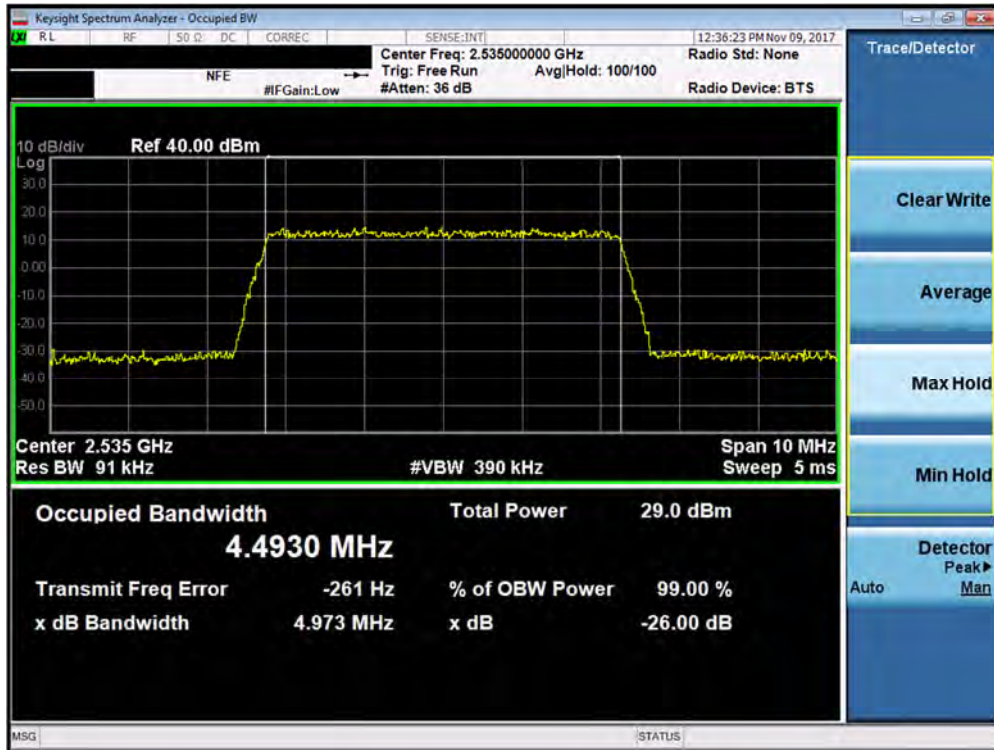 Keysight Spectrum Analyzer - Occupied BW
LXI RL RF 50 Ω DC CORREC SENSE:INT 12:36:23 PM Nov 09, 2017
Center Freq: 2.535000000 GHz Radio Std: None
NFE Trig: Free Run Avg|Hold: 100/100
#IFGain:Low #Atten: 36 dB Radio Device: BTS
10 dB/div Ref 40.00 dBm
Log
30.0
20.0
10.0
0.00
-10.0
-20.0
-30.0
-40.0
-50.0
Center 2.535 GHz Span 10 MHz
Res BW 91 kHz #VBW 390 kHz Sweep 5 ms
Occupied Bandwidth Total Power 29.0 dBm
4.4930 MHz
Transmit Freq Error -261 Hz % of OBW Power 99.00 %
x dB Bandwidth 4.973 MHz x dB -26.00 dB
Trace/Detector
Clear Write
Average
Max Hold
Min Hold
Detector
Peak▶
Auto Man
MSG STATUS